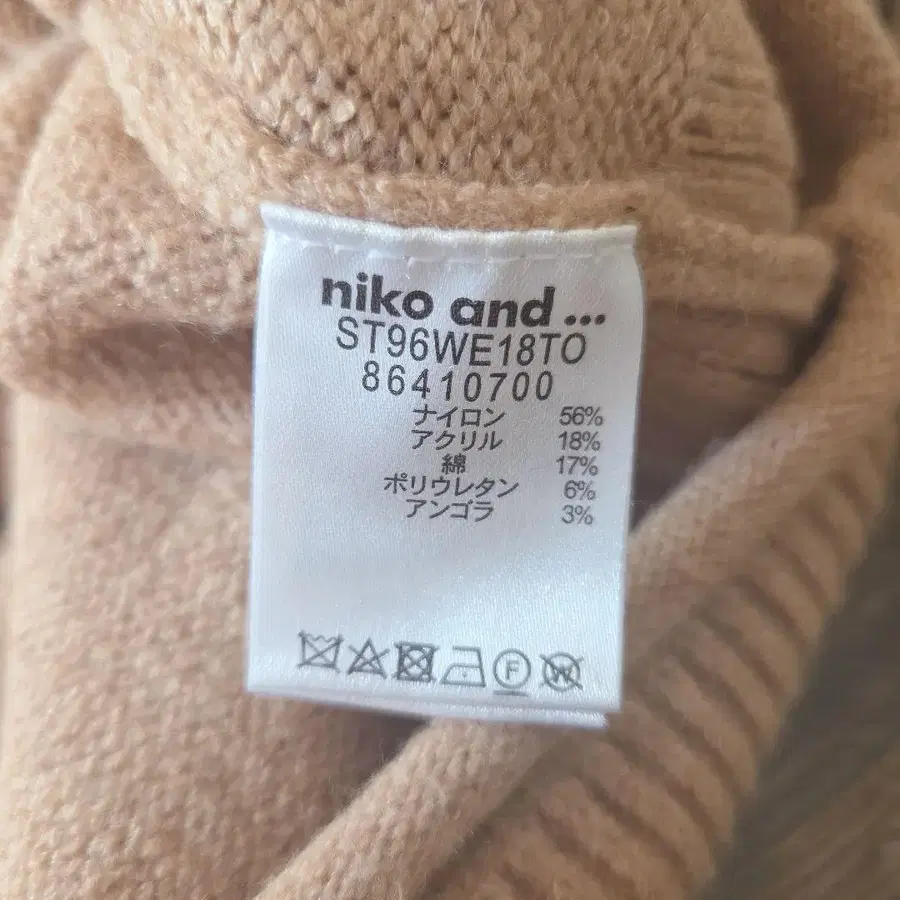 niko and ...
ST96WE18TO
86410700
ナイロン 56%
アクリル 18%
綿 17%
ポリウレタン 6%
アンゴラ 3%
F W